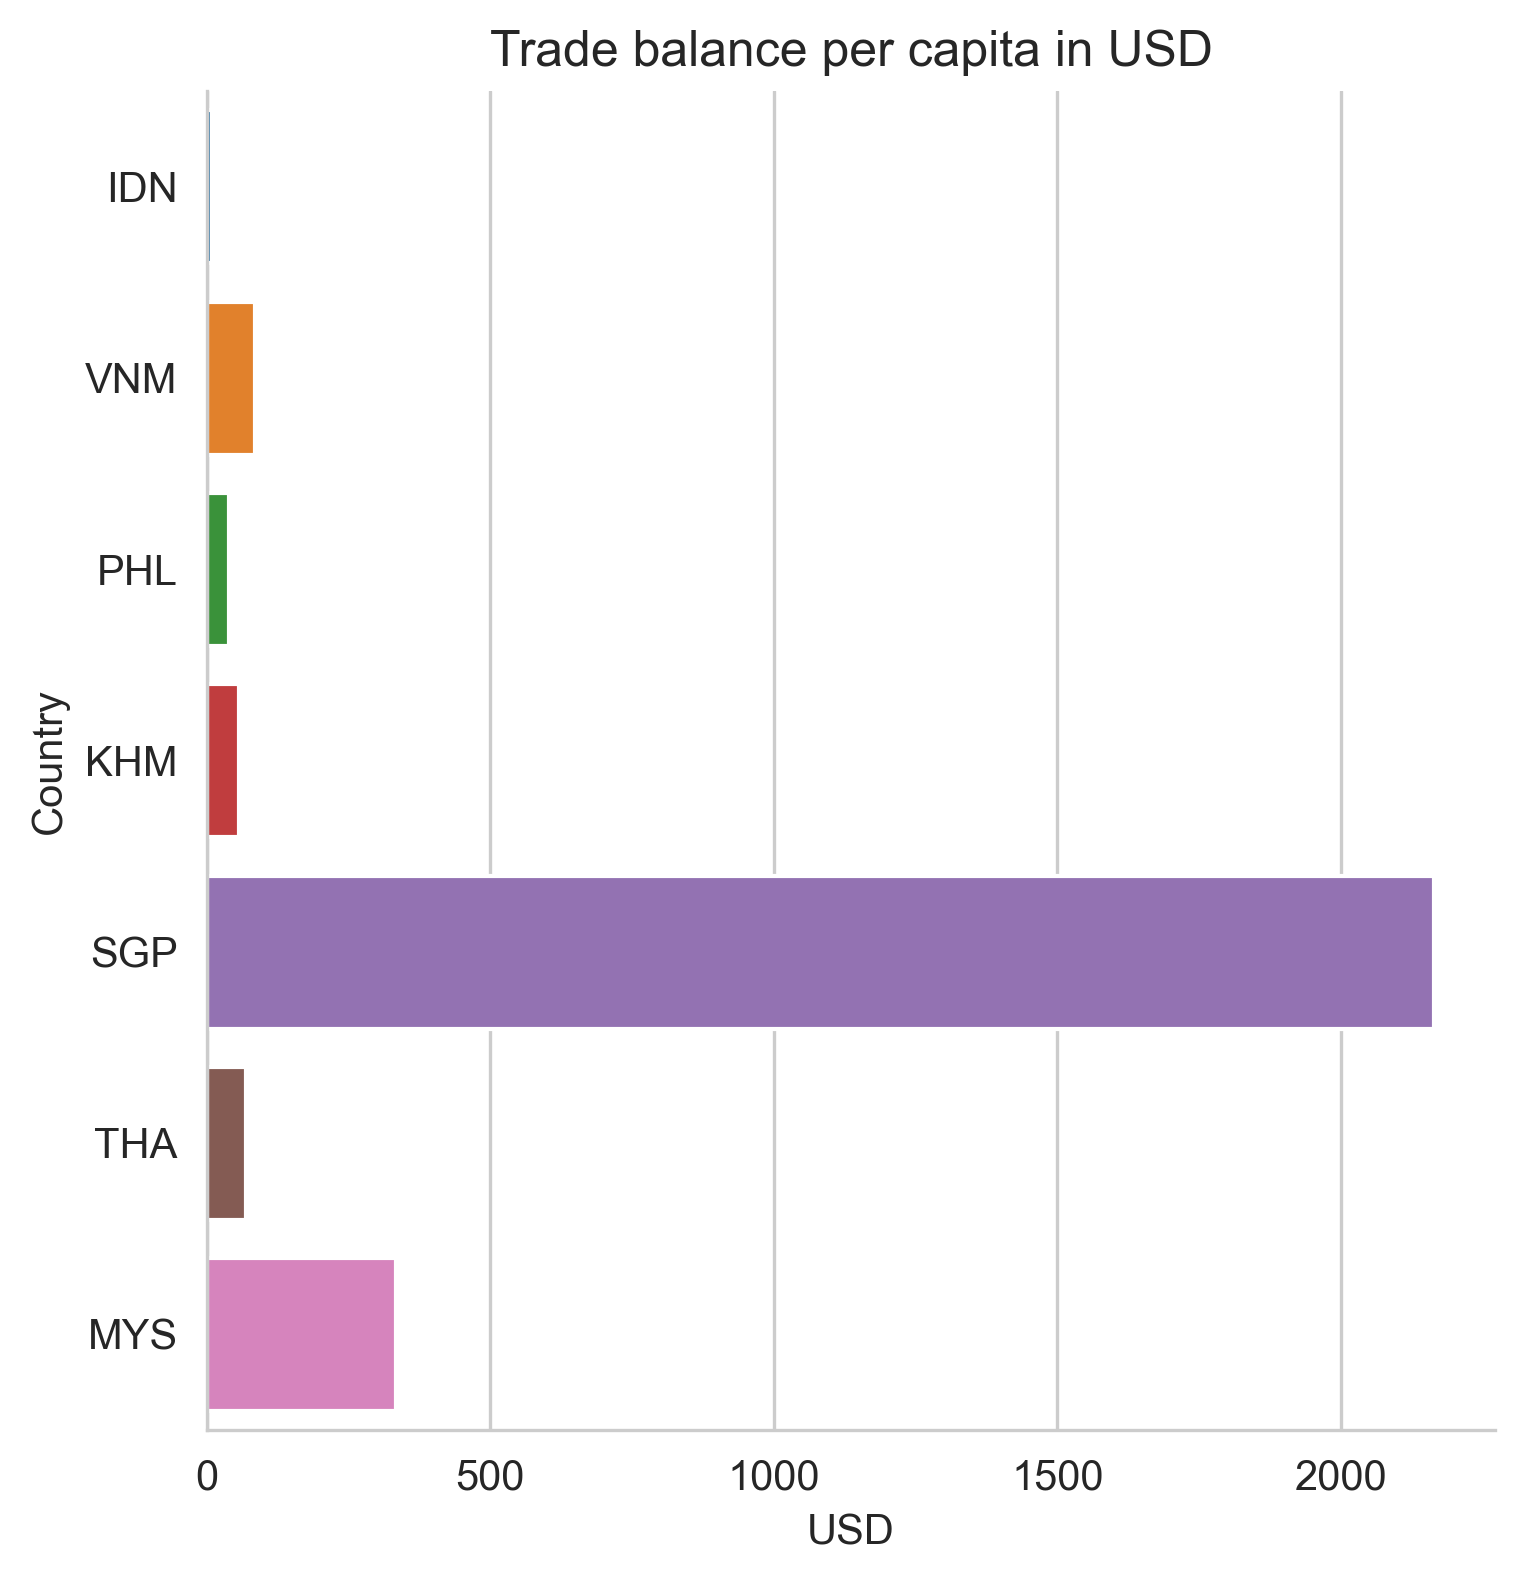 Trade balance per capita in USD
IDN
VNM
PHL
KHM
SGP
THA
MYS
Country
0 500 1000 1500 2000
USD